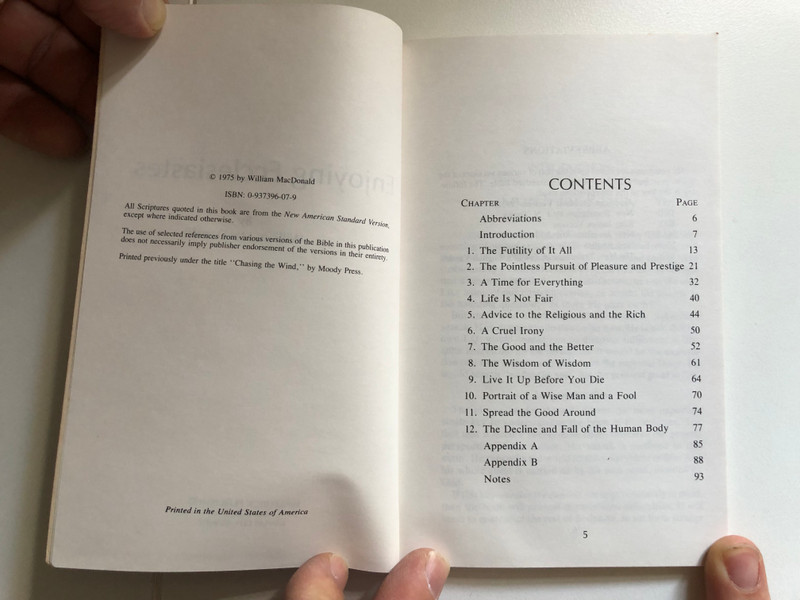 © 1975 by William MacDonald
ISBN: 0-937396-07-9
All Scriptures quoted in this book are from the New American Standard Version,
except where indicated otherwise.
The use of selected references from various versions of the Bible in this publication
does not necessarily imply publisher endorsement of the versions in their entirety.
Printed previously under the title "Chasing the Wind," by Moody Press.
Printed in the United States of America
CONTENTS
CHAPTER PAGE
Abbreviations 6
Introduction 7
1. The Futility of It All 13
2. The Pointless Pursuit of Pleasure and Prestige 21
3. A Time for Everything 32
4. Life Is Not Fair 40
5. Advice to the Religious and the Rich 44
6. A Cruel Irony 50
7. The Good and the Better 52
8. The Wisdom of Wisdom 61
9. Live It Up Before You Die 64
10. Portrait of a Wise Man and a Fool 70
11. Spread the Good Around 74
12. The Decline and Fall of the Human Body 77
Appendix A 85
Appendix B 88
Notes 93
5